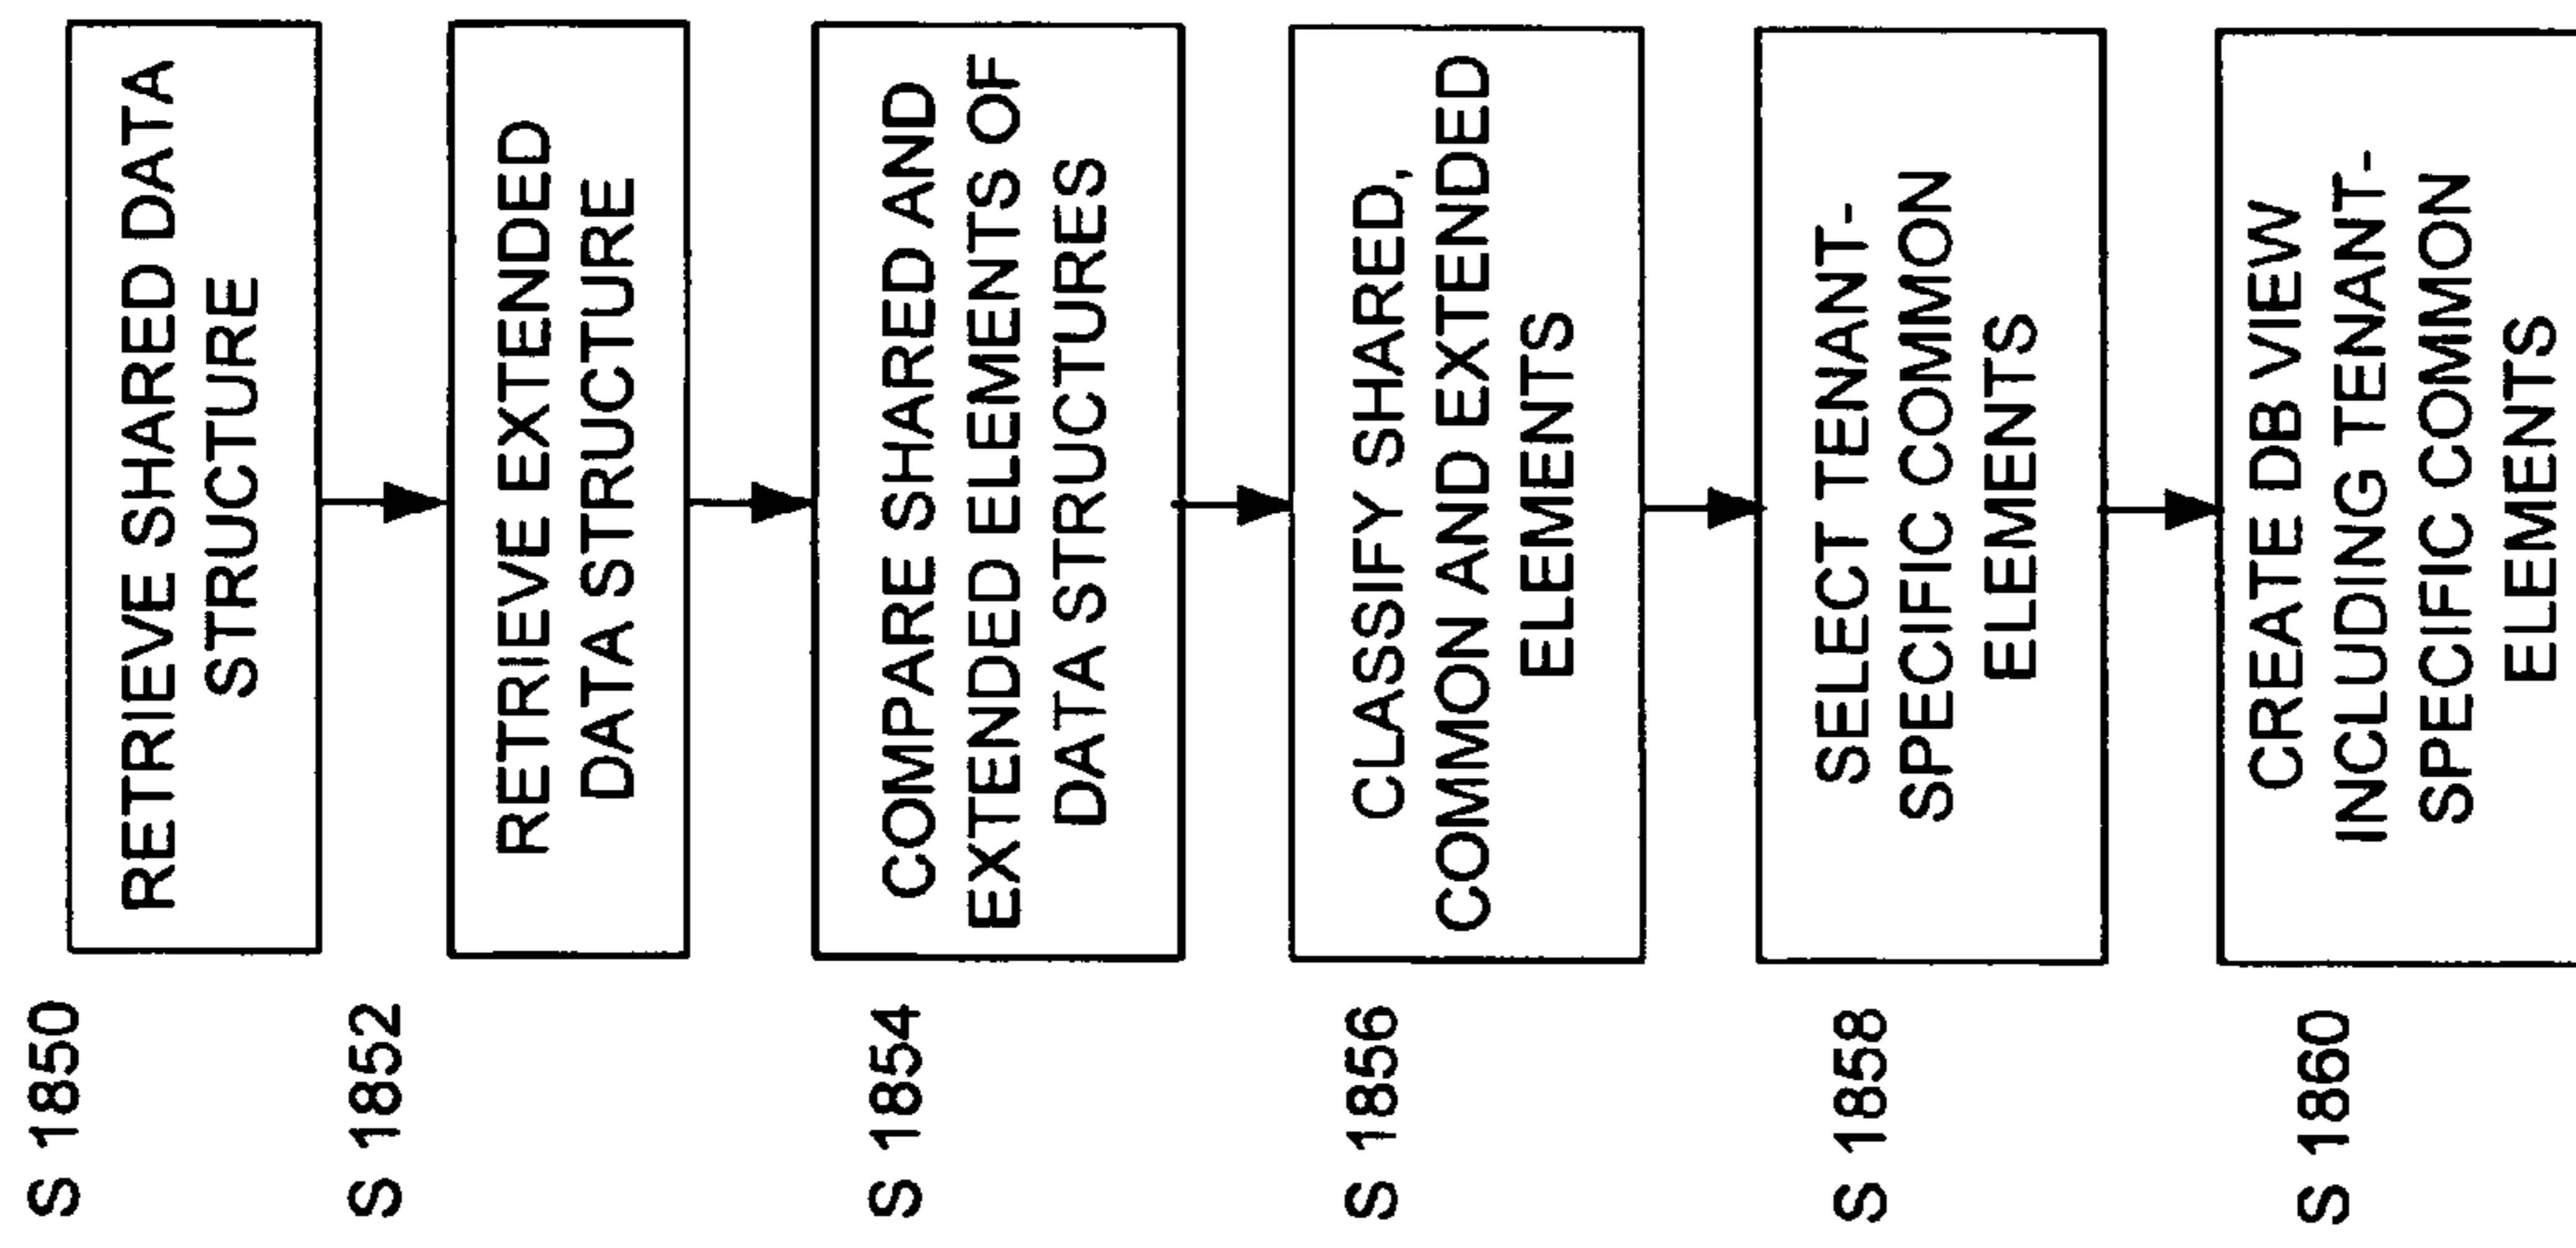 S 1850
RETRIEVE SHARED DATA
STRUCTURE
S 1852
RETRIEVE EXTENDED
DATA STRUCTURE
S 1854
COMPARE SHARED AND
EXTENDED ELEMENTS OF
DATA STRUCTURES
S 1856
CLASSIFY SHARED,
COMMON AND EXTENDED
ELEMENTS
S 1858
SELECT TENANT-
SPECIFIC COMMON
ELEMENTS
S 1860
CREATE DB VIEW
INCLUDING TENANT-
SPECIFIC COMMON
ELEMENTS